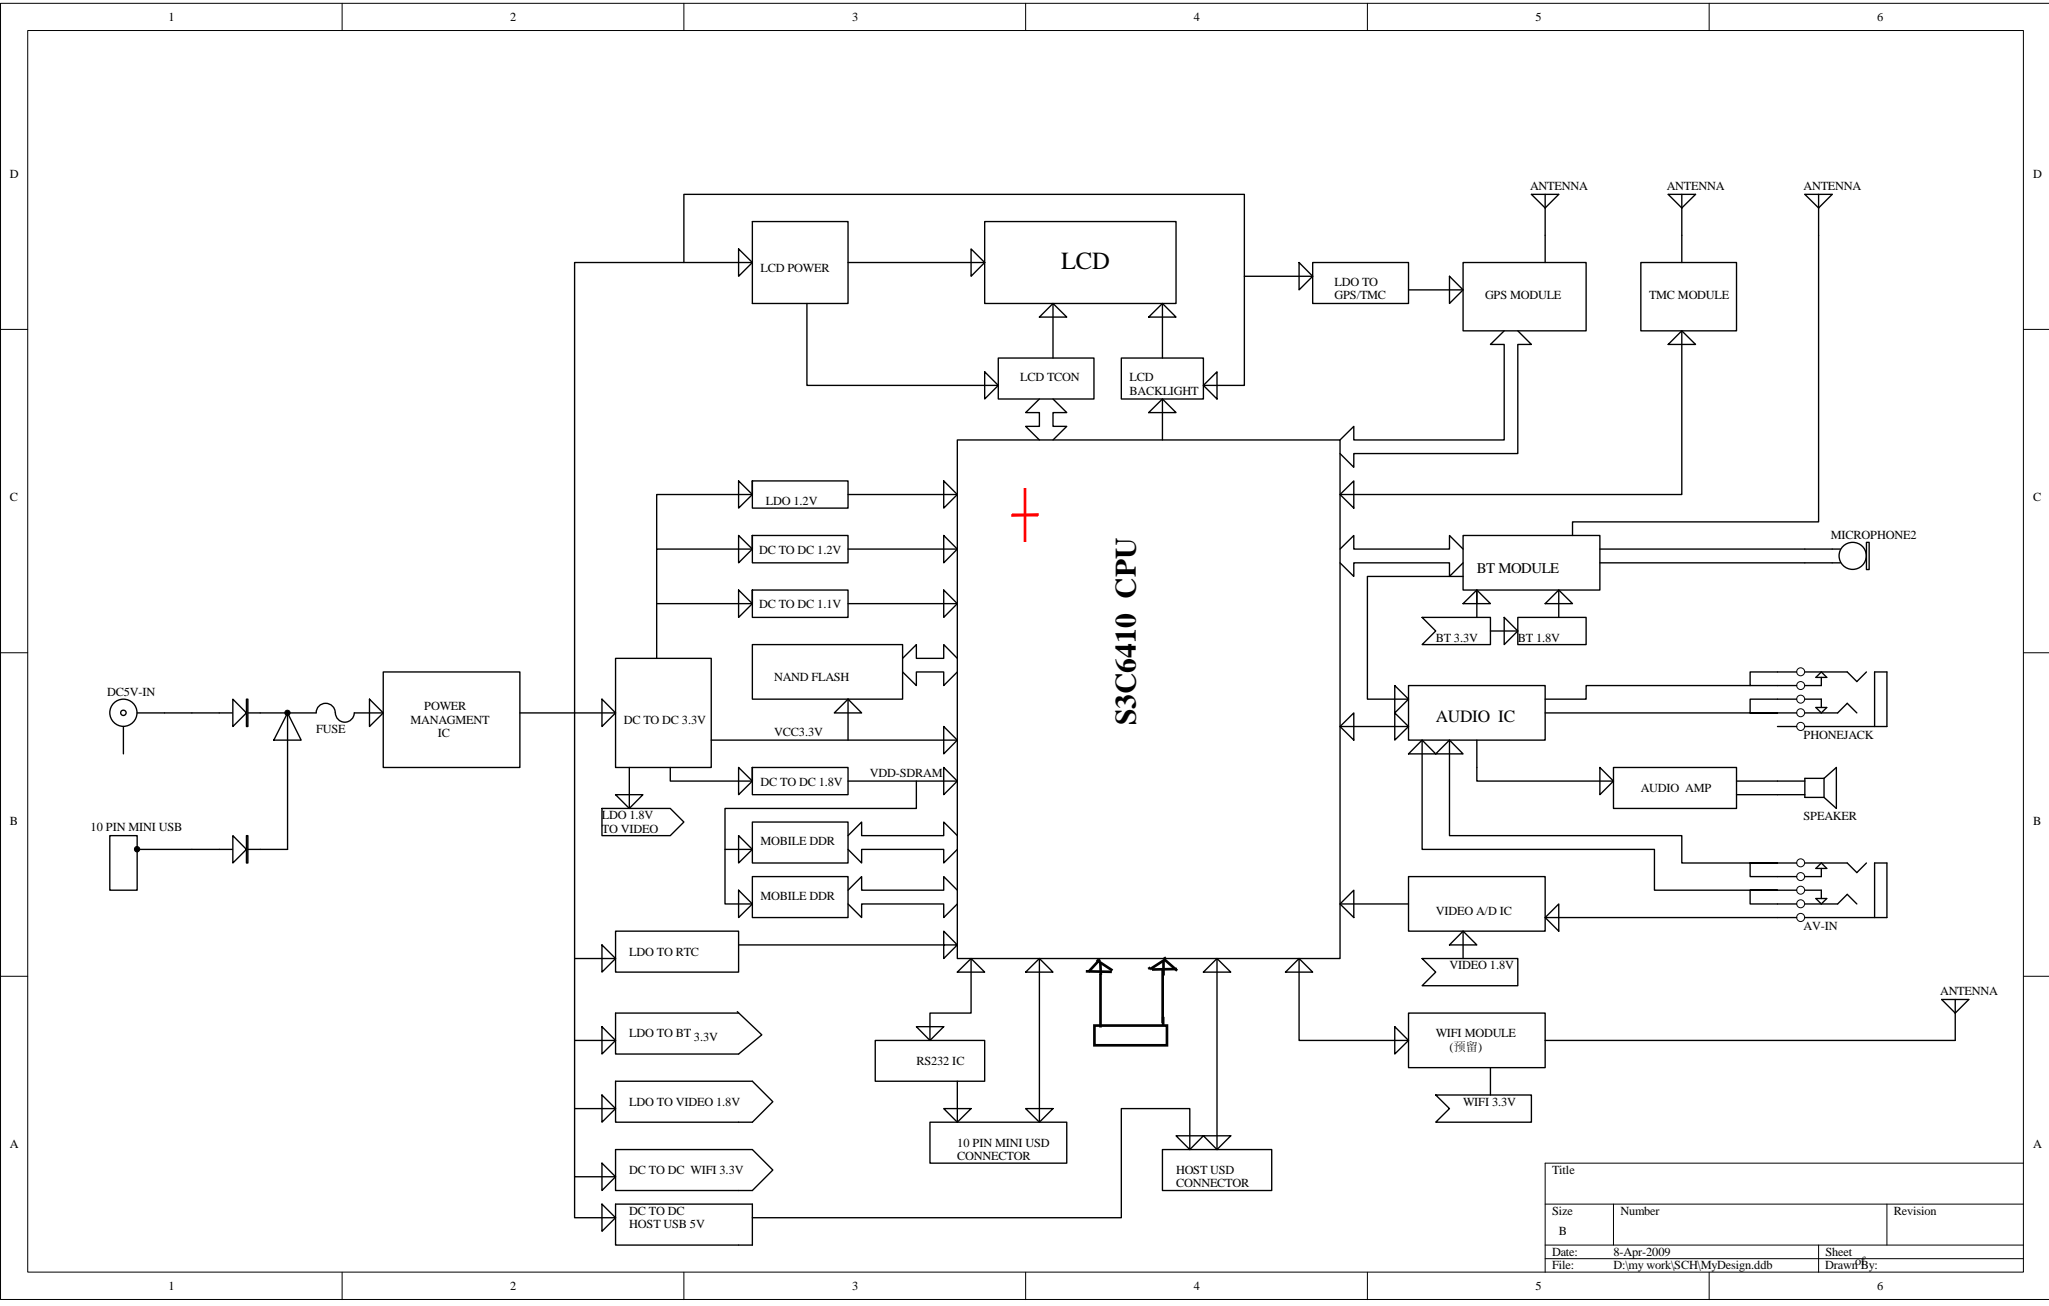 1 2 3 4 5 6
D D
ANTENNA ANTENNA ANTENNA
LCD POWER
LCD
LDO TO
GPS/TMC
GPS MODULE
TMC MODULE
LCD TCON
LCD
BACKLIGHT
C C
LDO 1.2V
DC TO DC 1.2V
DC TO DC 1.1V
S3C6410 CPU
MICROPHONE2
BT MODULE
BT 3.3V
BT 1.8V
NAND FLASH
DC5V-IN
FUSE
POWER
MANAGMENT
IC
DC TO DC 3.3V
VCC3.3V
AUDIO IC
PHONEJACK
DC TO DC 1.8V
VDD-SDRAM
AUDIO AMP
SPEAKER
LDO 1.8V
TO VIDEO
B B
10 PIN MINI USB
MOBILE DDR
MOBILE DDR
VIDEO A/D IC
AV-IN
LDO TO RTC
VIDEO 1.8V
ANTENNA
LDO TO BT 3.3V
RS232 IC
WIFI MODULE
(预留)
LDO TO VIDEO 1.8V
WIFI 3.3V
10 PIN MINI USD
CONNECTOR
A A
DC TO DC WIFI 3.3V
HOST USD
CONNECTOR
DC TO DC
HOST USB 5V
Title
Size Number Revision
B
Date: 8-Apr-2009 Sheet of
File: D:\my work\SCH\MyDesign.ddb Drawn By:
1 2 3 4 5 6